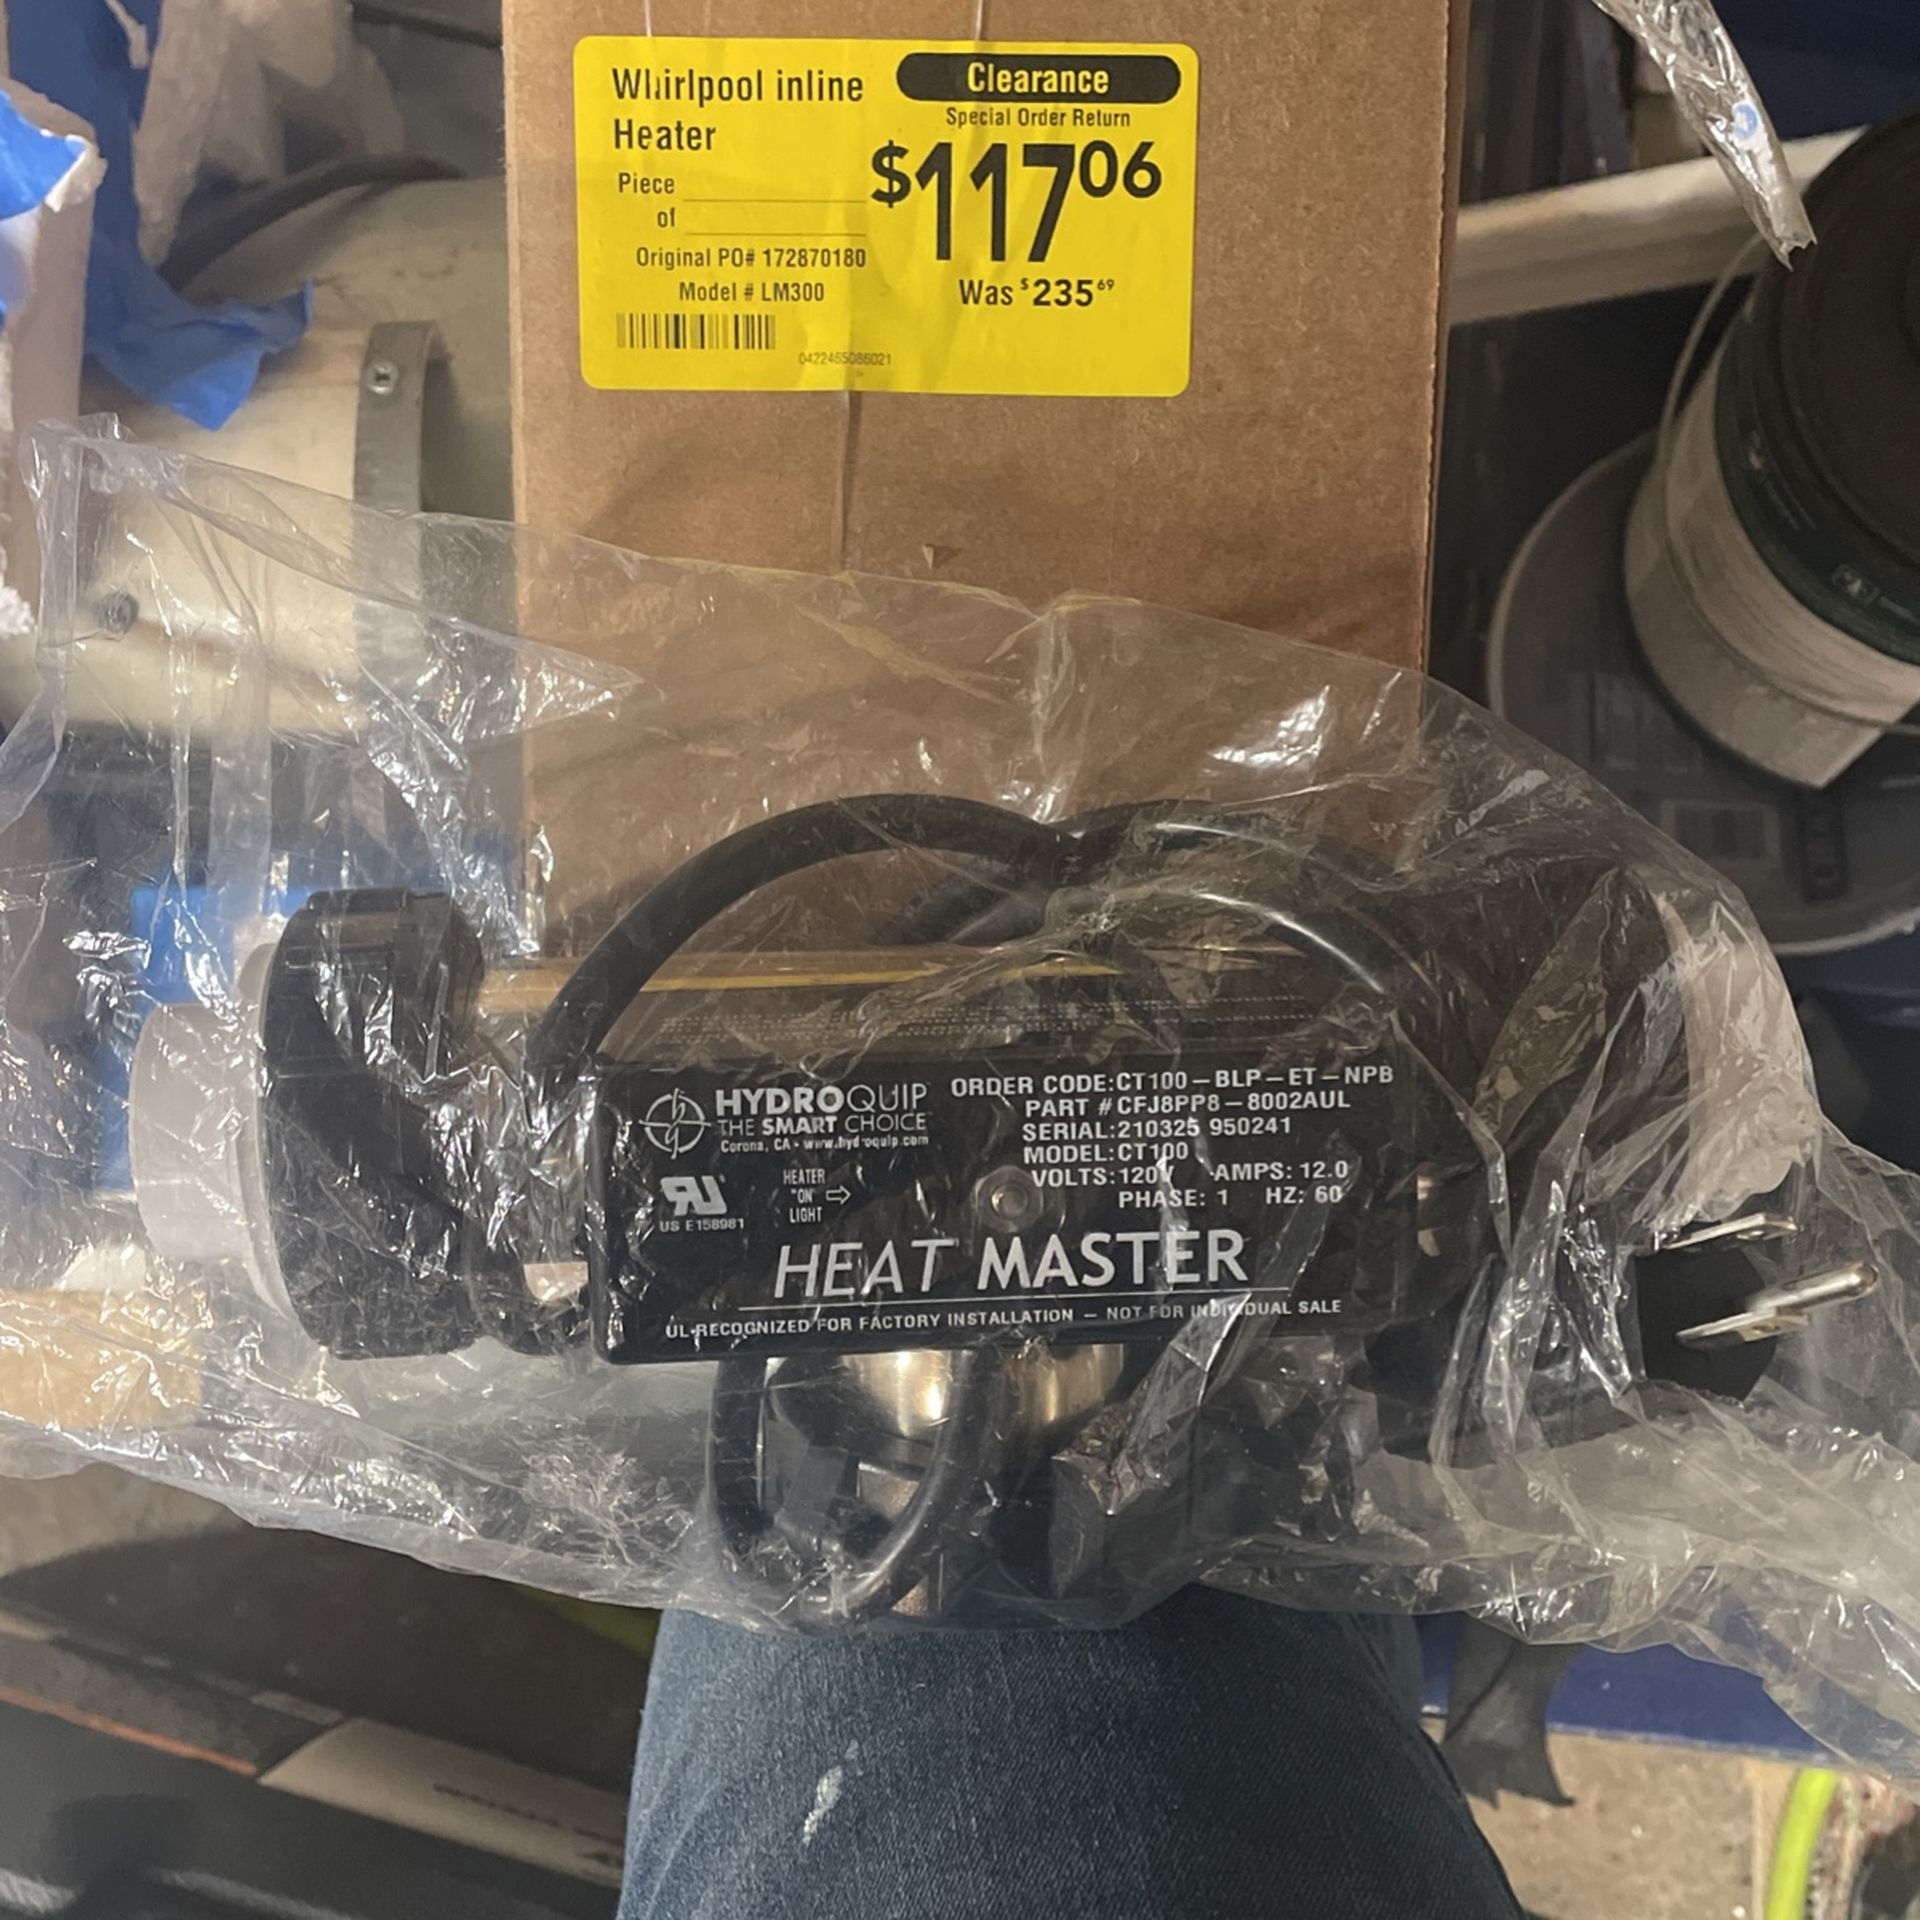 Whirlpool inline
Heater
Clearance
Special Order Return
$117 06
Was $235 69
Piece
of
Original PO# 172870180
Model # LM300
0422465086021
HYDROQUIP
THE SMART CHOICE
Corona, CA - www.hydroquip.com
ORDER CODE:CT100-BLP-ET-NPB
PART # CFJ8PP8-8002AUL
SERIAL:210325 950241
MODEL:CT100
VOLTS:120V AMPS: 12.0
PHASE: 1 HZ: 60
US E158981
HEATER
"ON"
LIGHT
HEAT MASTER
UL RECOGNIZED FOR FACTORY INSTALLATION - NOT FOR INDIVIDUAL SALE